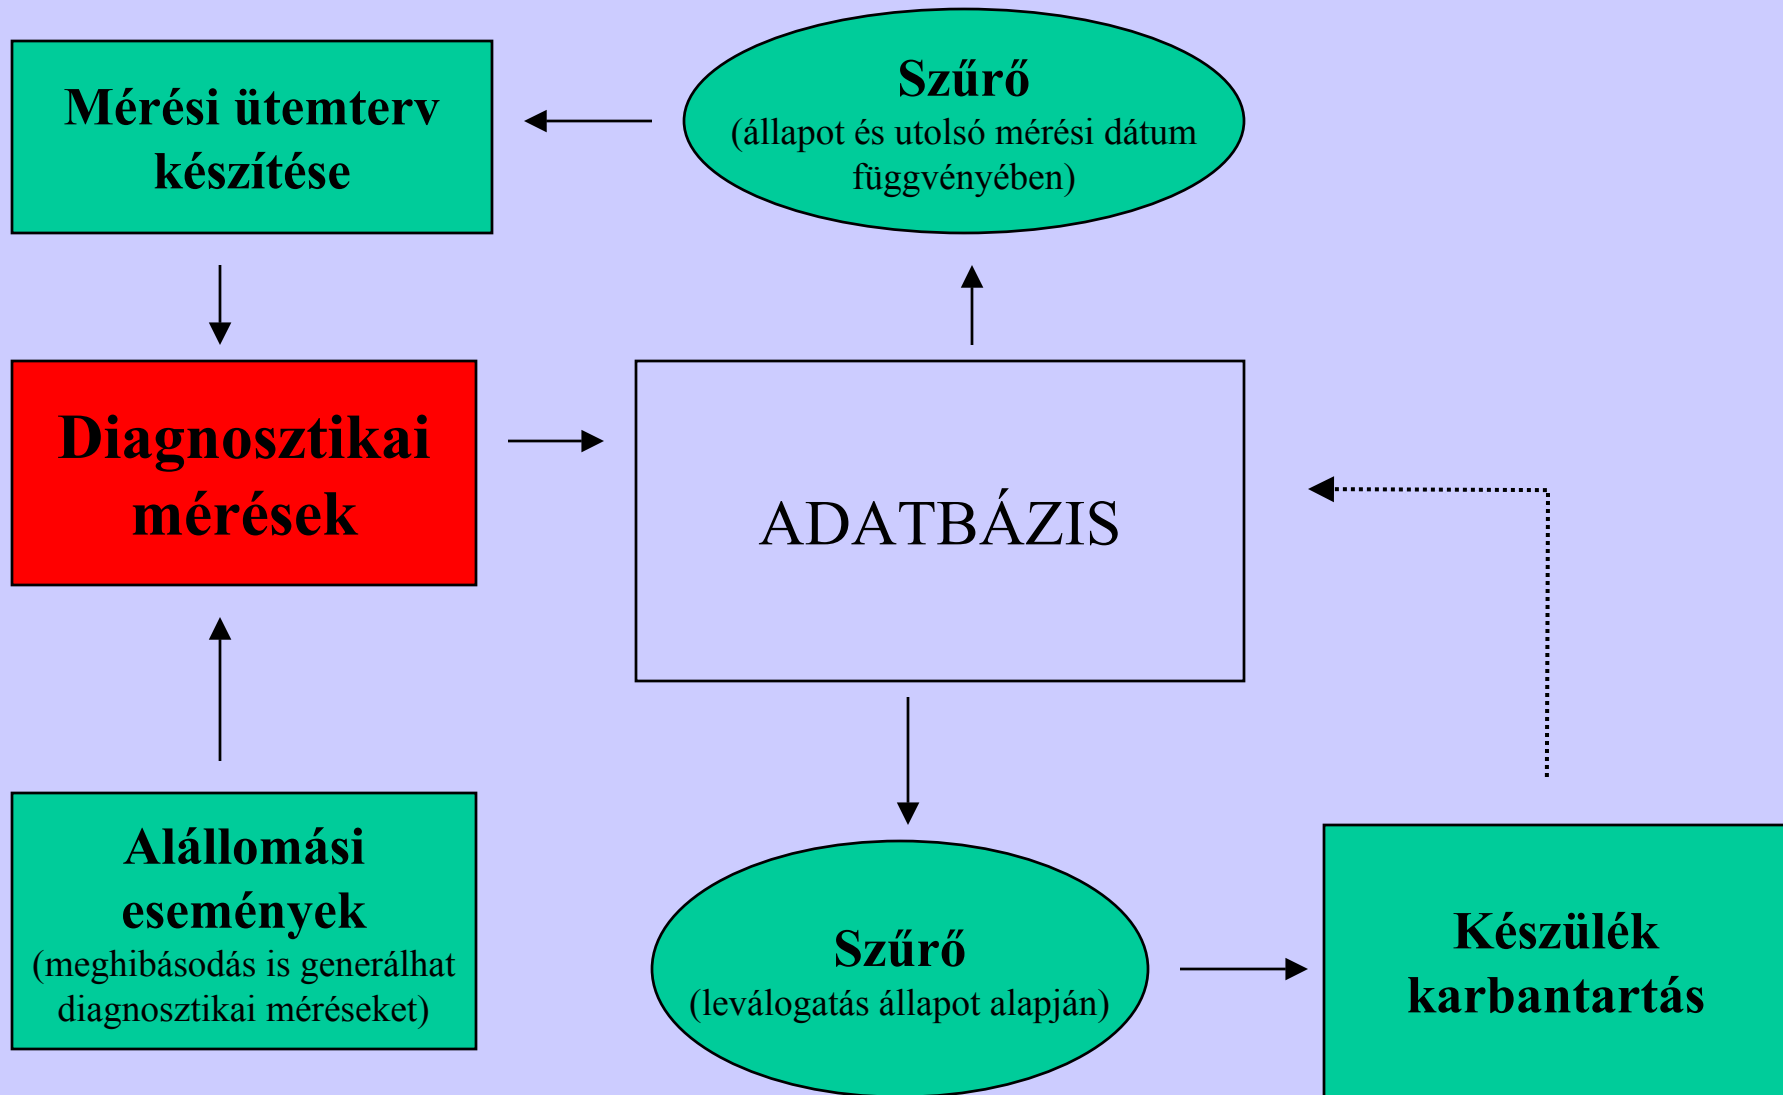 Mérési ütemterv
készítése
Szűrő
(állapot és utolsó mérési dátum
függvényében)
Diagnosztikai
mérések
ADATBÁZIS
Alállomási
események
(meghibásodás is generálhat
diagnosztikai méréseket)
Szűrő
(leválogatás állapot alapján)
Készülék
karbantartás